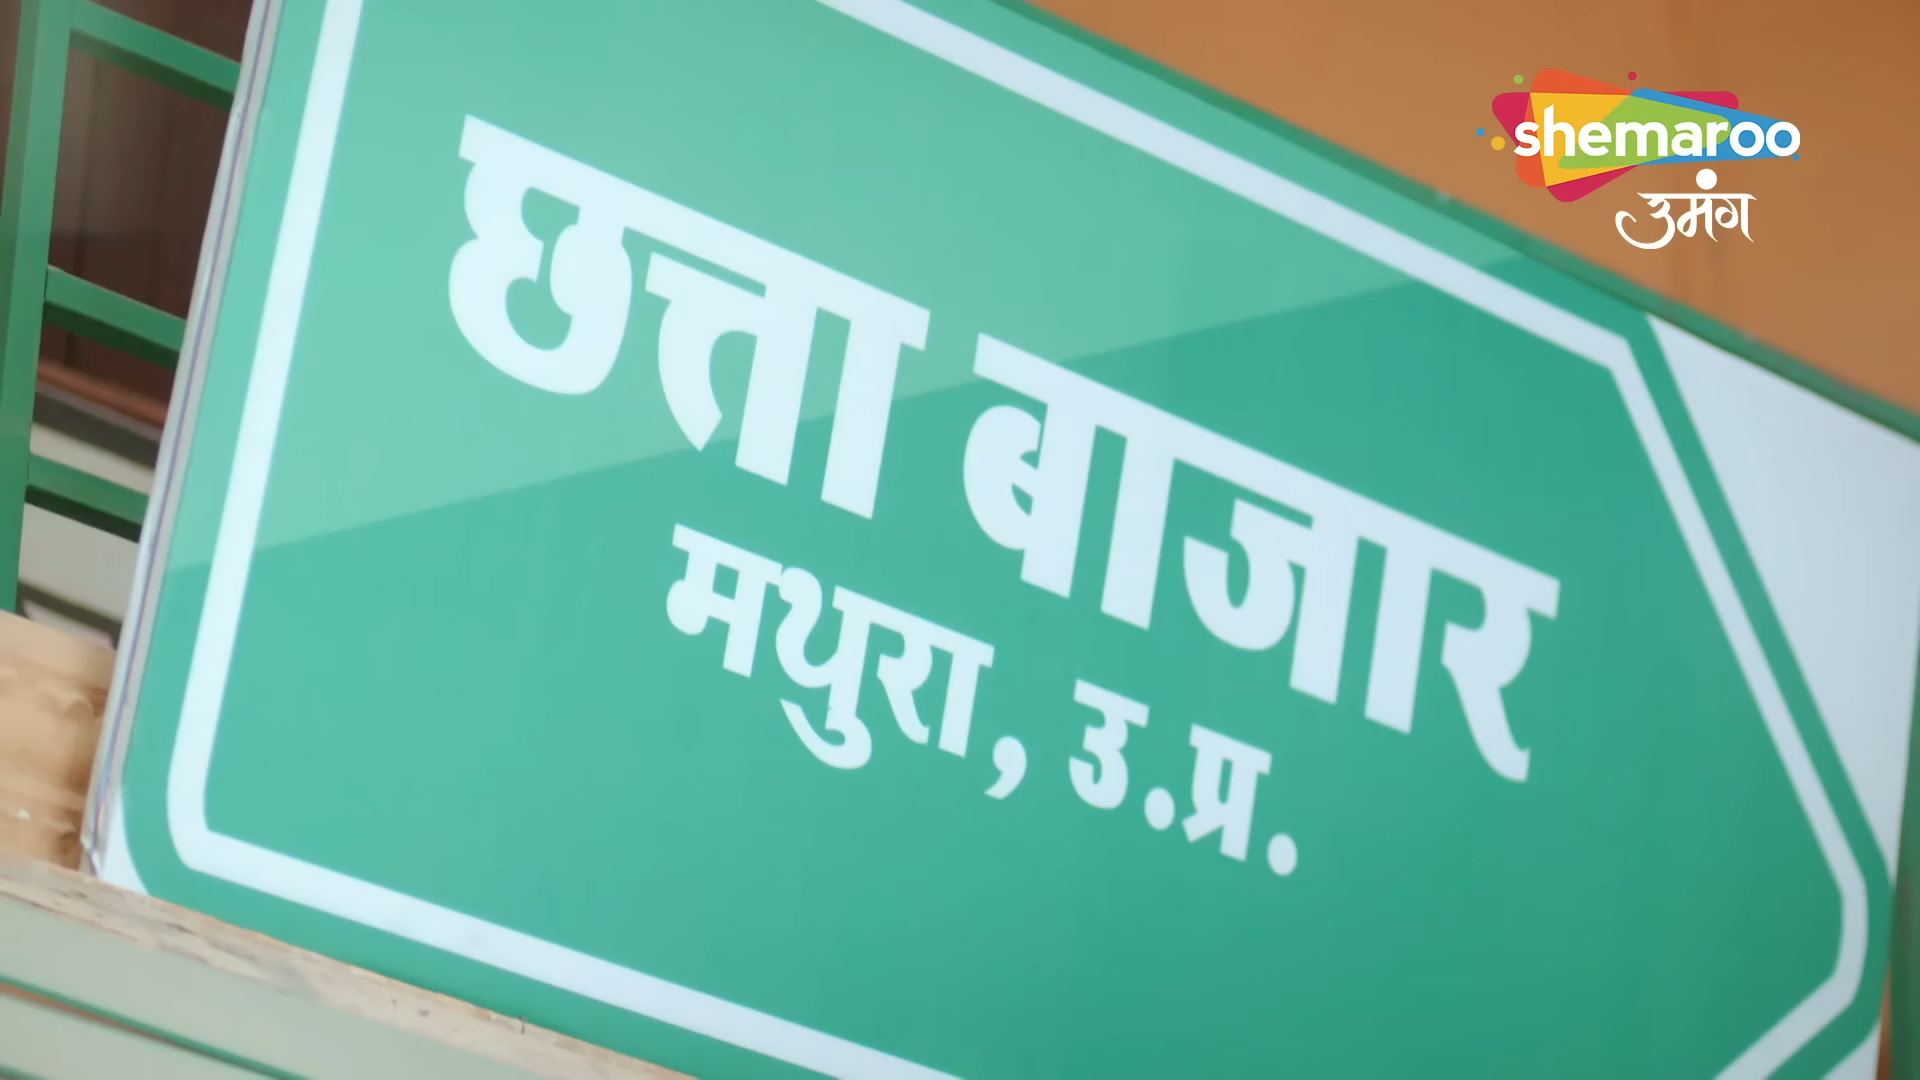 छत्ता बाजार
मथुरा, उ.प्र.
shemaroo
उमंग